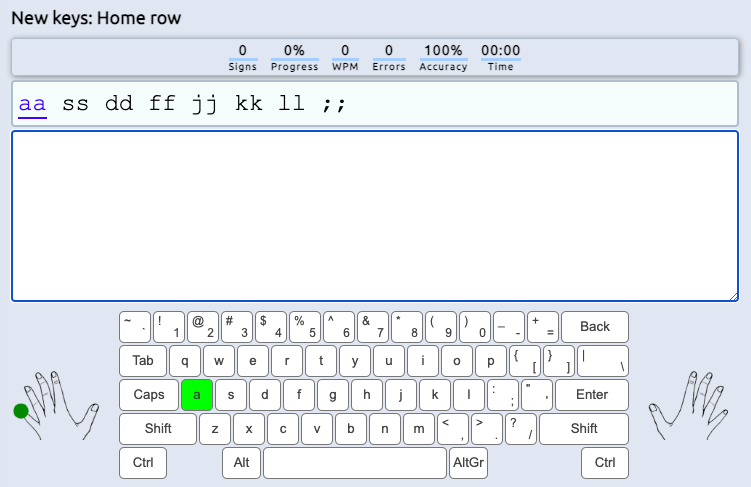 New keys: Home row
0 0% 0 0 100% 00:00
Signs Progress WPM Errors Accuracy Time
aa ss dd ff jj kk ll ;;
~ ` ! 1 @ 2 # 3 $ 4 % 5 ^ 6 & 7 * 8 ( 9 ) 0 _ - + = Back
Tab q w e r t y u i o p { [ } ] | \
Caps a s d f g h j k l : ; " ' Enter
Shift z x c v b n m < , > . ? / Shift
Ctrl Alt AltGr Ctrl